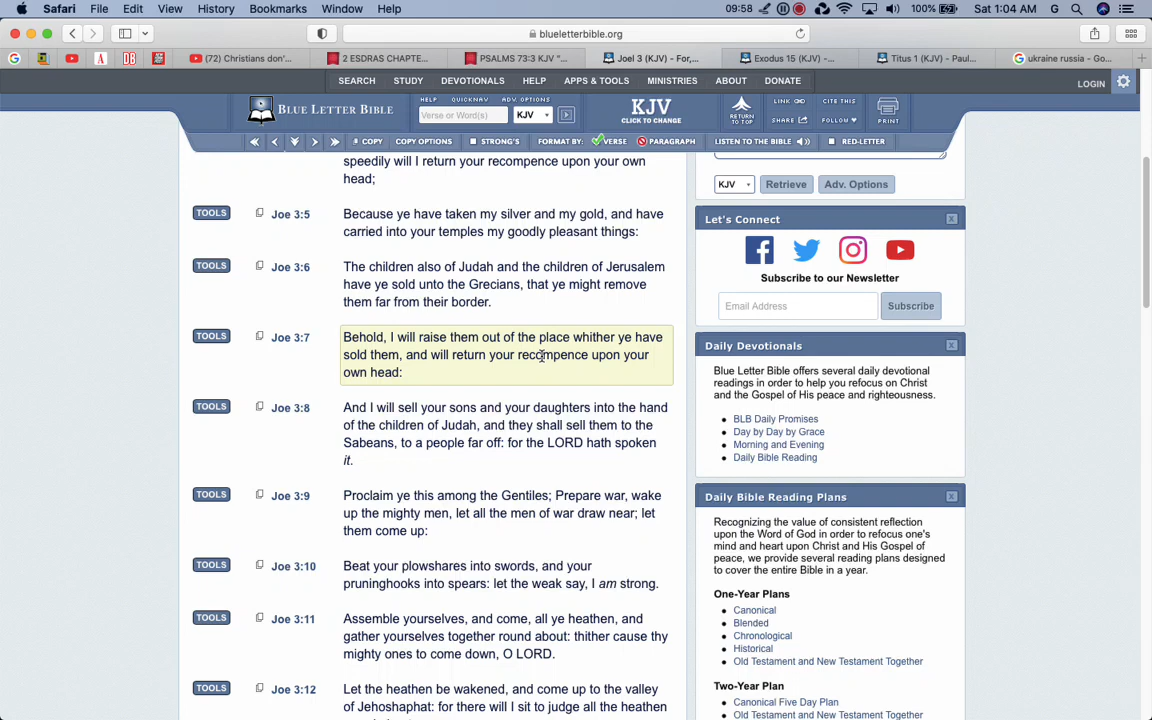 Safari File Edit View History Bookmarks Window Help 09:58 100% Sat 1:04 AM G
blueletterbible.org
(72) Christians don'... 2 ESDRAS CHAPTE... PSALMS 73:3 KJV "... Joel 3 (KJV) - For,... Exodus 15 (KJV) -... Titus 1 (KJV) - Paul... ukraine russia - Go...
SEARCH STUDY DEVOTIONALS HELP APPS & TOOLS MINISTRIES ABOUT DONATE LOGIN
BLUE LETTER BIBLE
HELP QUICKNAV ADV. OPTIONS
Verse or Word(s) KJV
KJV
CLICK TO CHANGE
RETURN
TO TOP
LINK CITE THIS
SHARE FOLLOW PRINT
COPY COPY OPTIONS STRONG'S FORMAT BY: VERSE PARAGRAPH LISTEN TO THE BIBLE RED-LETTER
speedily will I return your recompence upon your own
head;
TOOLS Joe 3:5 Because ye have taken my silver and my gold, and have
carried into your temples my goodly pleasant things:
TOOLS Joe 3:6 The children also of Judah and the children of Jerusalem
have ye sold unto the Grecians, that ye might remove
them far from their border.
TOOLS Joe 3:7 Behold, I will raise them out of the place whither ye have
sold them, and will return your recompence upon your
own head:
TOOLS Joe 3:8 And I will sell your sons and your daughters into the hand
of the children of Judah, and they shall sell them to the
Sabeans, to a people far off: for the LORD hath spoken
it.
TOOLS Joe 3:9 Proclaim ye this among the Gentiles; Prepare war, wake
up the mighty men, let all the men of war draw near; let
them come up:
TOOLS Joe 3:10 Beat your plowshares into swords, and your
pruninghooks into spears: let the weak say, I am strong.
TOOLS Joe 3:11 Assemble yourselves, and come, all ye heathen, and
gather yourselves together round about: thither cause thy
mighty ones to come down, O LORD.
TOOLS Joe 3:12 Let the heathen be wakened, and come up to the valley
of Jehoshaphat: for there will I sit to judge all the heathen
KJV Retrieve Adv. Options
Let's Connect
Subscribe to our Newsletter
Email Address Subscribe
Daily Devotionals
Blue Letter Bible offers several daily devotional
readings in order to help you refocus on Christ
and the Gospel of His peace and righteousness.
BLB Daily Promises
Day by Day by Grace
Morning and Evening
Daily Bible Reading
Daily Bible Reading Plans
Recognizing the value of consistent reflection
upon the Word of God in order to refocus one's
mind and heart upon Christ and His Gospel of
peace, we provide several reading plans designed
to cover the entire Bible in a year.
One-Year Plans
Canonical
Blended
Chronological
Historical
Old Testament and New Testament Together
Two-Year Plan
Canonical Five Day Plan
Old Testament and New Testament Together